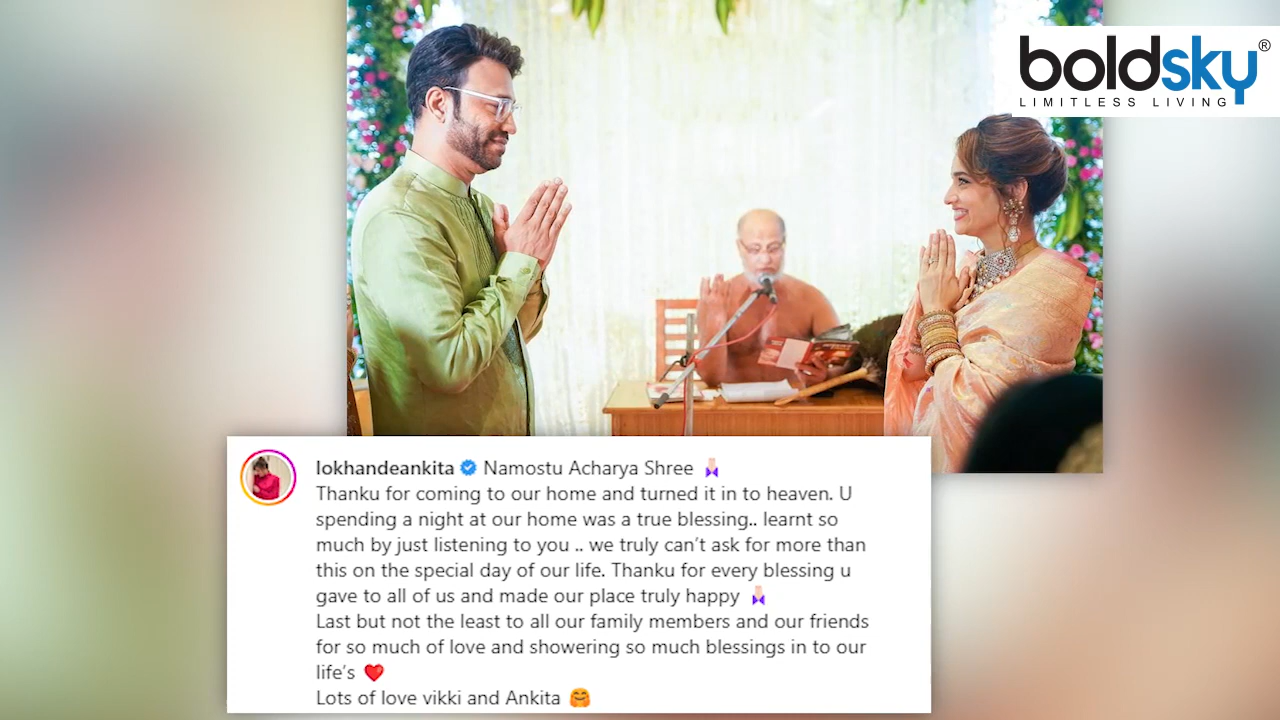 boldsky®
LIMITLESS LIVING
lokhandeankita Namostu Acharya Shree 🙏🏻
Thanku for coming to our home and turned it in to heaven. U
spending a night at our home was a true blessing.. learnt so
much by just listening to you .. we truly can’t ask for more than
this on the special day of our life. Thanku for every blessing u
gave to all of us and made our place truly happy 🙏🏻
Last but not the least to all our family members and our friends
for so much of love and showering so much blessings in to our
life’s ❤️
Lots of love vikki and Ankita 🤗